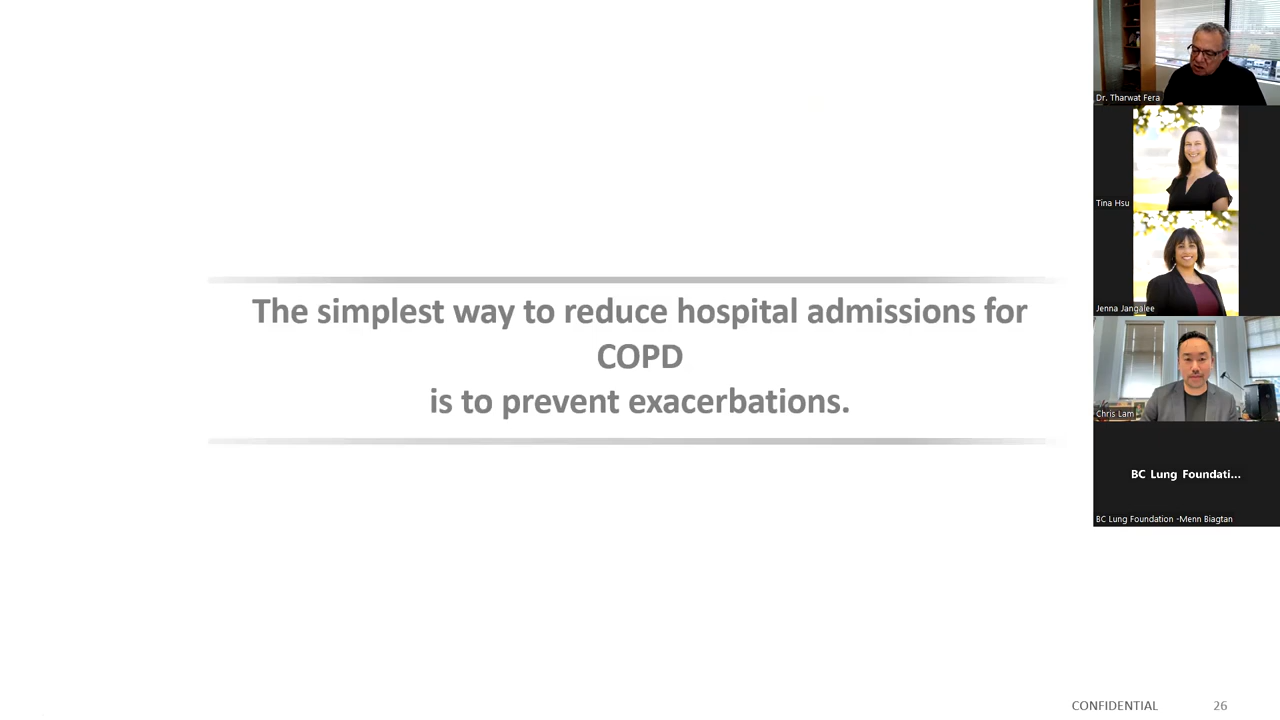 The simplest way to reduce hospital admissions for
COPD
is to prevent exacerbations.
CONFIDENTIAL
26
Dr. Tharwat Fera
Tina Hsu
Jenna Jangalee
Chris Lam
BC Lung Foundati...
BC Lung Foundation -Menn Biagtan